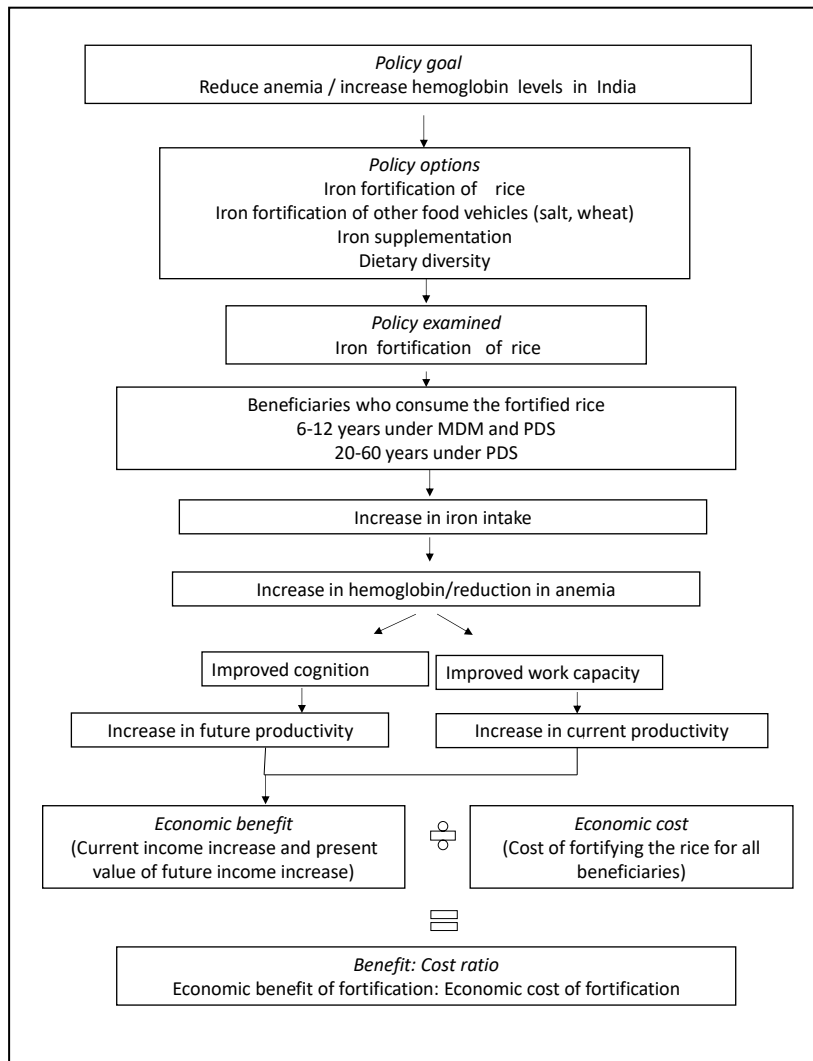 Policy goal
Reduce anemia / increase hemoglobin levels in India
Policy options
Iron fortification of rice
Iron fortification of other food vehicles (salt, wheat)
Iron supplementation
Dietary diversity
Policy examined
Iron fortification of rice
Beneficiaries who consume the fortified rice
6-12 years under MDM and PDS
20-60 years under PDS
Increase in iron intake
Increase in hemoglobin/reduction in anemia
Improved cognition
Improved work capacity
Increase in future productivity
Increase in current productivity
Economic benefit
(Current income increase and present
value of future income increase)
÷
Economic cost
(Cost of fortifying the rice for all
beneficiaries)
=
Benefit: Cost ratio
Economic benefit of fortification: Economic cost of fortification